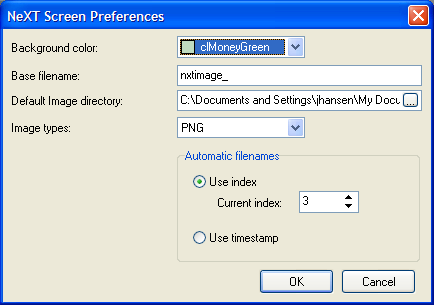 NeXT Screen Preferences
Background color: clMoneyGreen
Base filename: nxtimage_
Default Image directory: C:\Documents and Settings\jhansen\My Docu ...
Image types: PNG
Automatic filenames
Use index
Current index: 3
Use timestamp
OK Cancel